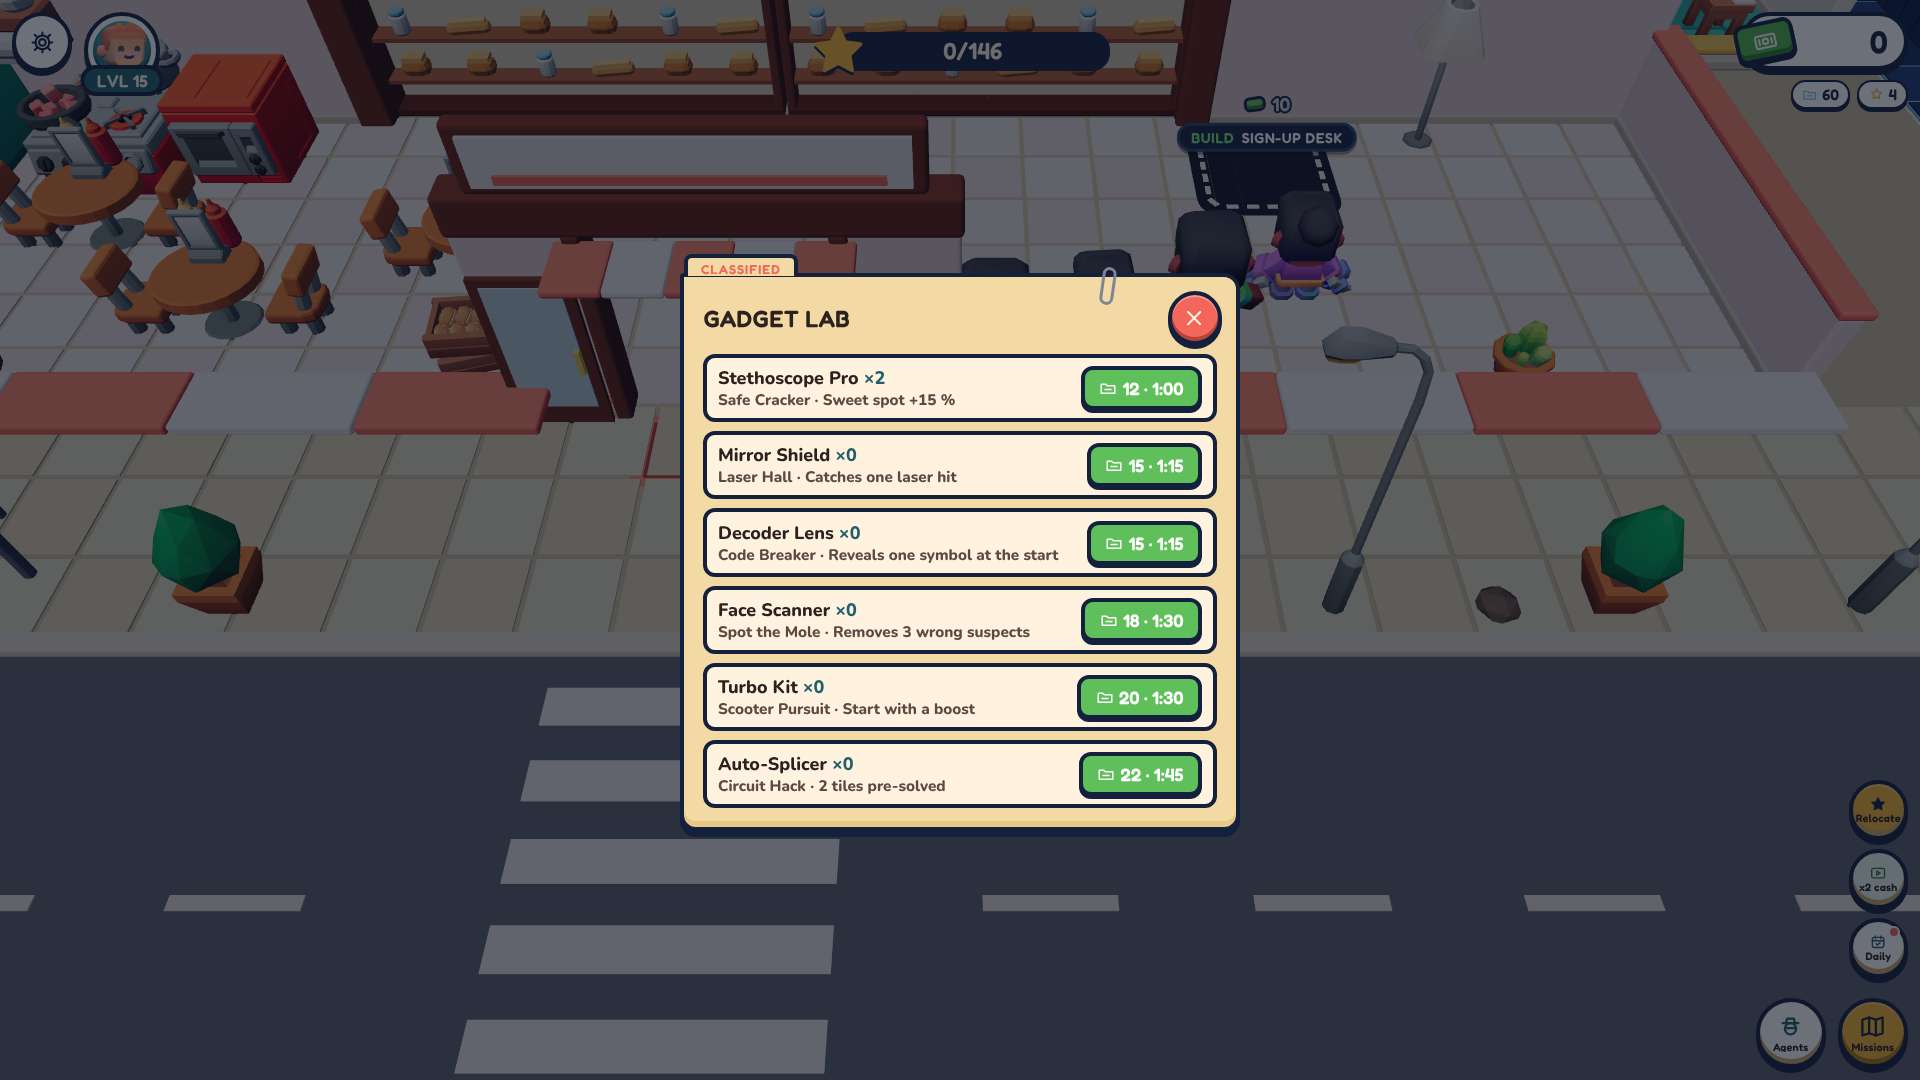 LVL 15
0/146
0
60
4
10
BUILD SIGN-UP DESK
CLASSIFIED
GADGET LAB
Stethoscope Pro ×2
Safe Cracker · Sweet spot +15 %
12 · 1:00
Mirror Shield ×0
Laser Hall · Catches one laser hit
15 · 1:15
Decoder Lens ×0
Code Breaker · Reveals one symbol at the start
15 · 1:15
Face Scanner ×0
Spot the Mole · Removes 3 wrong suspects
18 · 1:30
Turbo Kit ×0
Scooter Pursuit · Start with a boost
20 · 1:30
Auto-Splicer ×0
Circuit Hack · 2 tiles pre-solved
22 · 1:45
Relocate
x2 cash
Daily
Agents
Missions